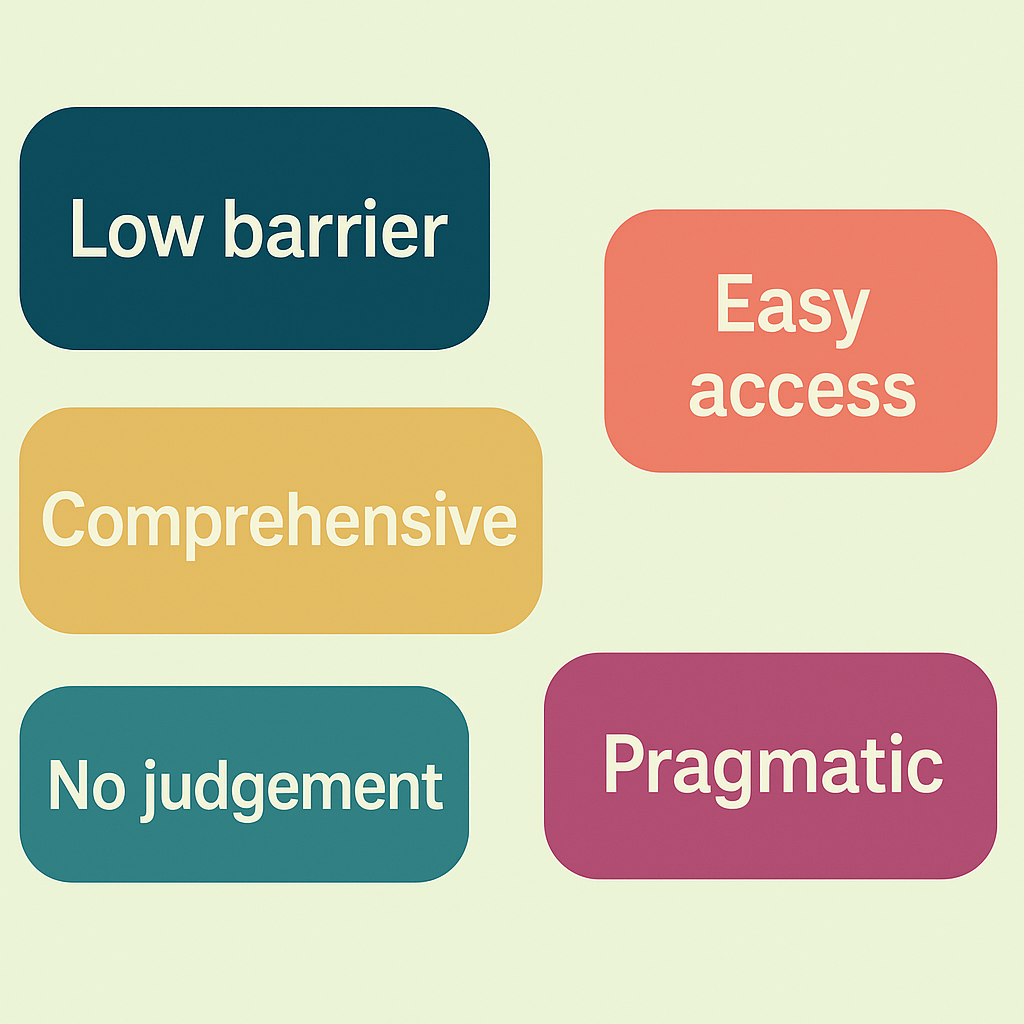 Low barrier
Easy
access
Comprehensive
No judgement
Pragmatic